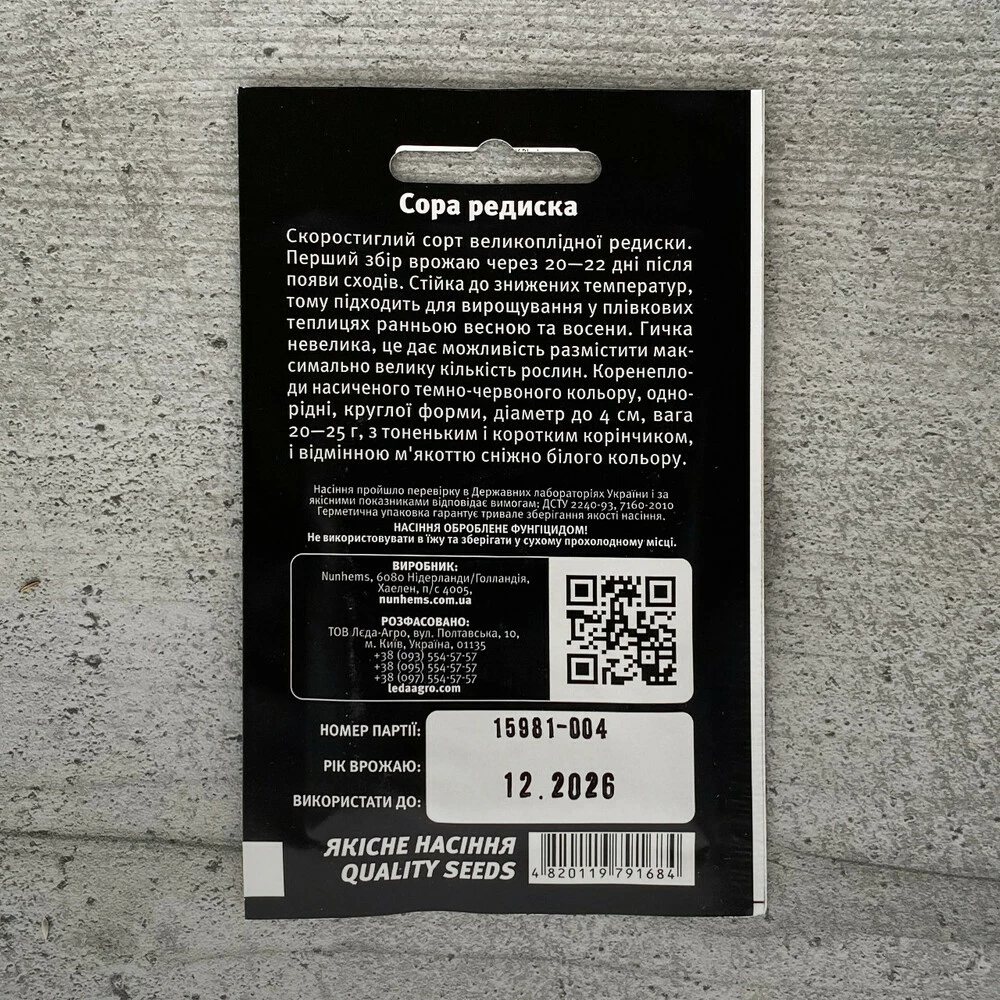 Сора редиска
Скоростиглий сорт великоплідної редиски.
Перший збір врожаю через 20—22 дні після
появи сходів. Стійка до знижених температур,
тому підходить для вирощування у плівкових
теплицях ранньою весною та восени. Гичка
невелика, це дає можливість розмістити мак-
симально велику кількість рослин. Коренепло-
ди насиченого темно-червоного кольору, одно-
рідні, круглої форми, діаметр до 4 см, вага
20—25 г, з тоненьким і коротким корінчиком,
і відмінною м'якоттю сніжно білого кольору.
Насіння пройшло перевірку в Державних лабораторіях України і за
якісними показниками відповідає вимогам: ДСТУ 2240-93, 7160-2010
Герметична упаковка гарантує тривале зберігання якості насіння.
НАСІННЯ ОБРОБЛЕНЕ ФУНГІЦИДОМ!
Не використовувати в їжу та зберігати у сухому прохолодному місці.
ВИРОБНИК:
Nunhems, 6080 Нідерланди/Голландія,
Хаелен, п/с 4005,
nunhems.com.ua
РОЗФАСОВАНО:
ТОВ Лєда-Агро, вул. Полтавська, 10,
м. Київ, Україна, 01135
+38 (093) 554-57-57
+38 (095) 554-57-57
+38 (097) 554-57-57
ledaagro.com
НОМЕР ПАРТІЇ: 15981-004
РІК ВРОЖАЮ:
ВИКОРИСТАТИ ДО: 12.2026
ЯКІСНЕ НАСІННЯ
QUALITY SEEDS
4 820119 791684